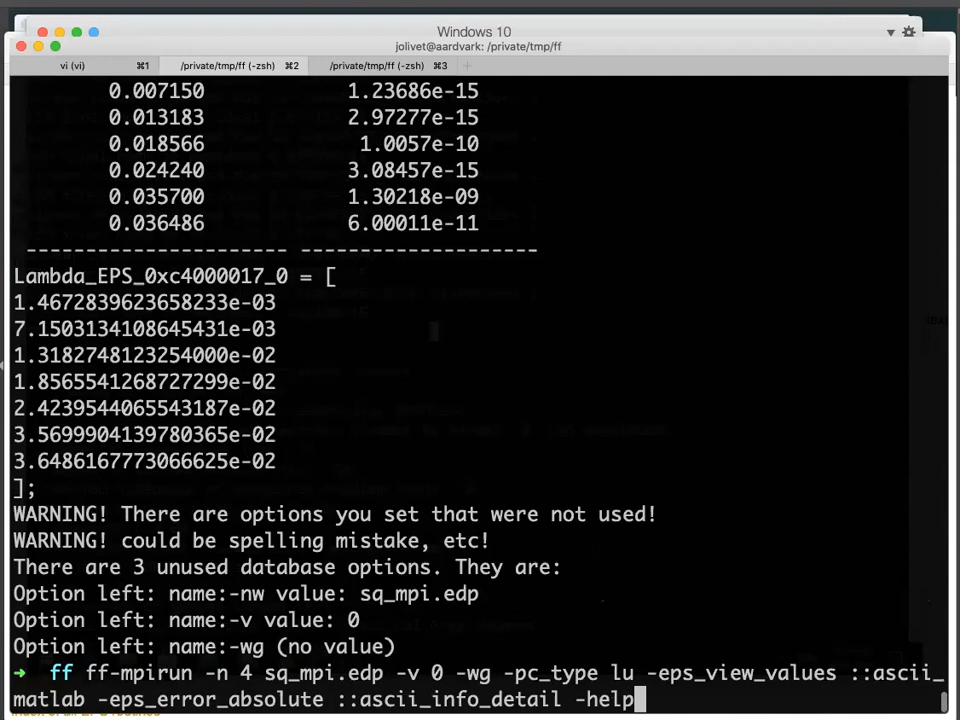 Windows 10
jolivet@aardvark: /private/tmp/ff
vi (vi) ⌘1 /private/tmp/ff (-zsh) ⌘2 /private/tmp/ff (-zsh) ⌘3 +
0.007150 1.23686e-15
0.013183 2.97277e-15
0.018566 1.0057e-10
0.024240 3.08457e-15
0.035700 1.30218e-09
0.036486 6.00011e-11
---------------------- --------------------
Lambda_EPS_0xc4000017_0 = [
1.4672839623658233e-03
7.1503134108645431e-03
1.3182748123254000e-02
1.8565541268727299e-02
2.4239544065543187e-02
3.5699904139780365e-02
3.6486167773066625e-02
];
WARNING! There are options you set that were not used!
WARNING! could be spelling mistake, etc!
There are 3 unused database options. They are:
Option left: name:-nw value: sq_mpi.edp
Option left: name:-v value: 0
Option left: name:-wg (no value)
➜ ff ff-mpirun -n 4 sq_mpi.edp -v 0 -wg -pc_type lu -eps_view_values ::ascii_
matlab -eps_error_absolute ::ascii_info_detail -help